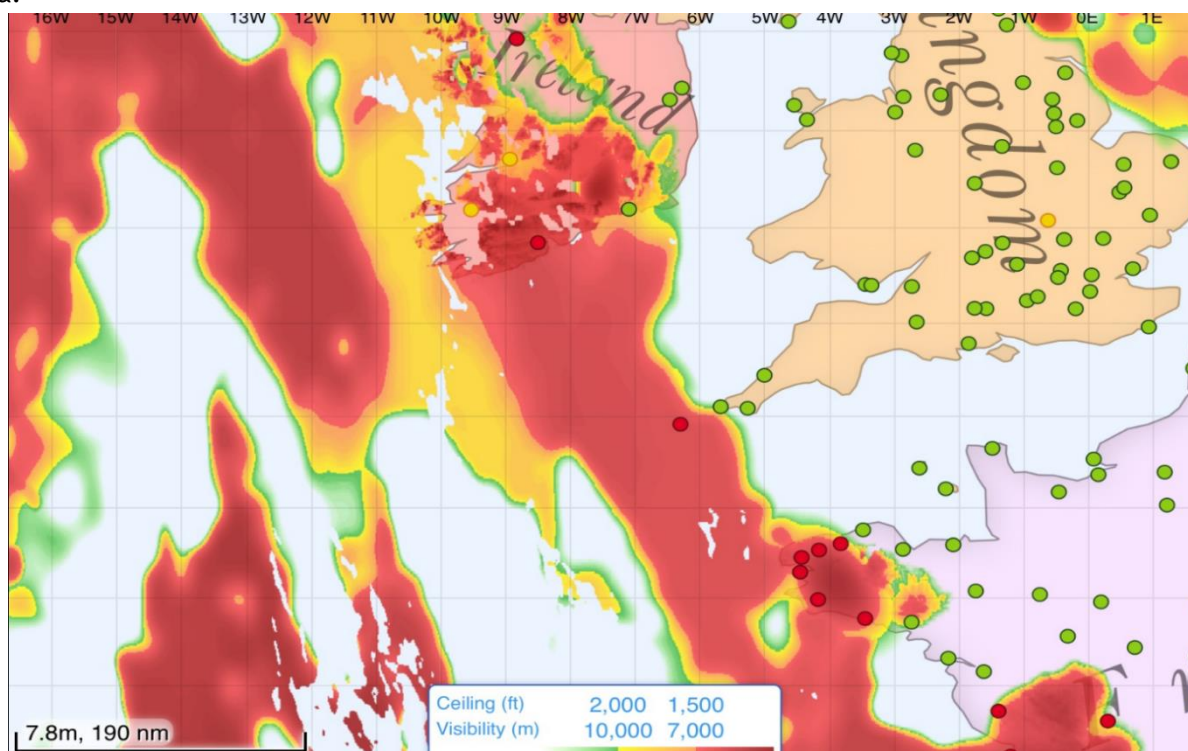 16W 15W 14W 13W 12W 11W 10W 9W 8W 7W 6W 5W 4W 3W 2W 1W 0E 1E
Ireland
ngdom
Ceiling (ft) 2,000 1,500
Visibility (m) 10,000 7,000
7.8m, 190 nm